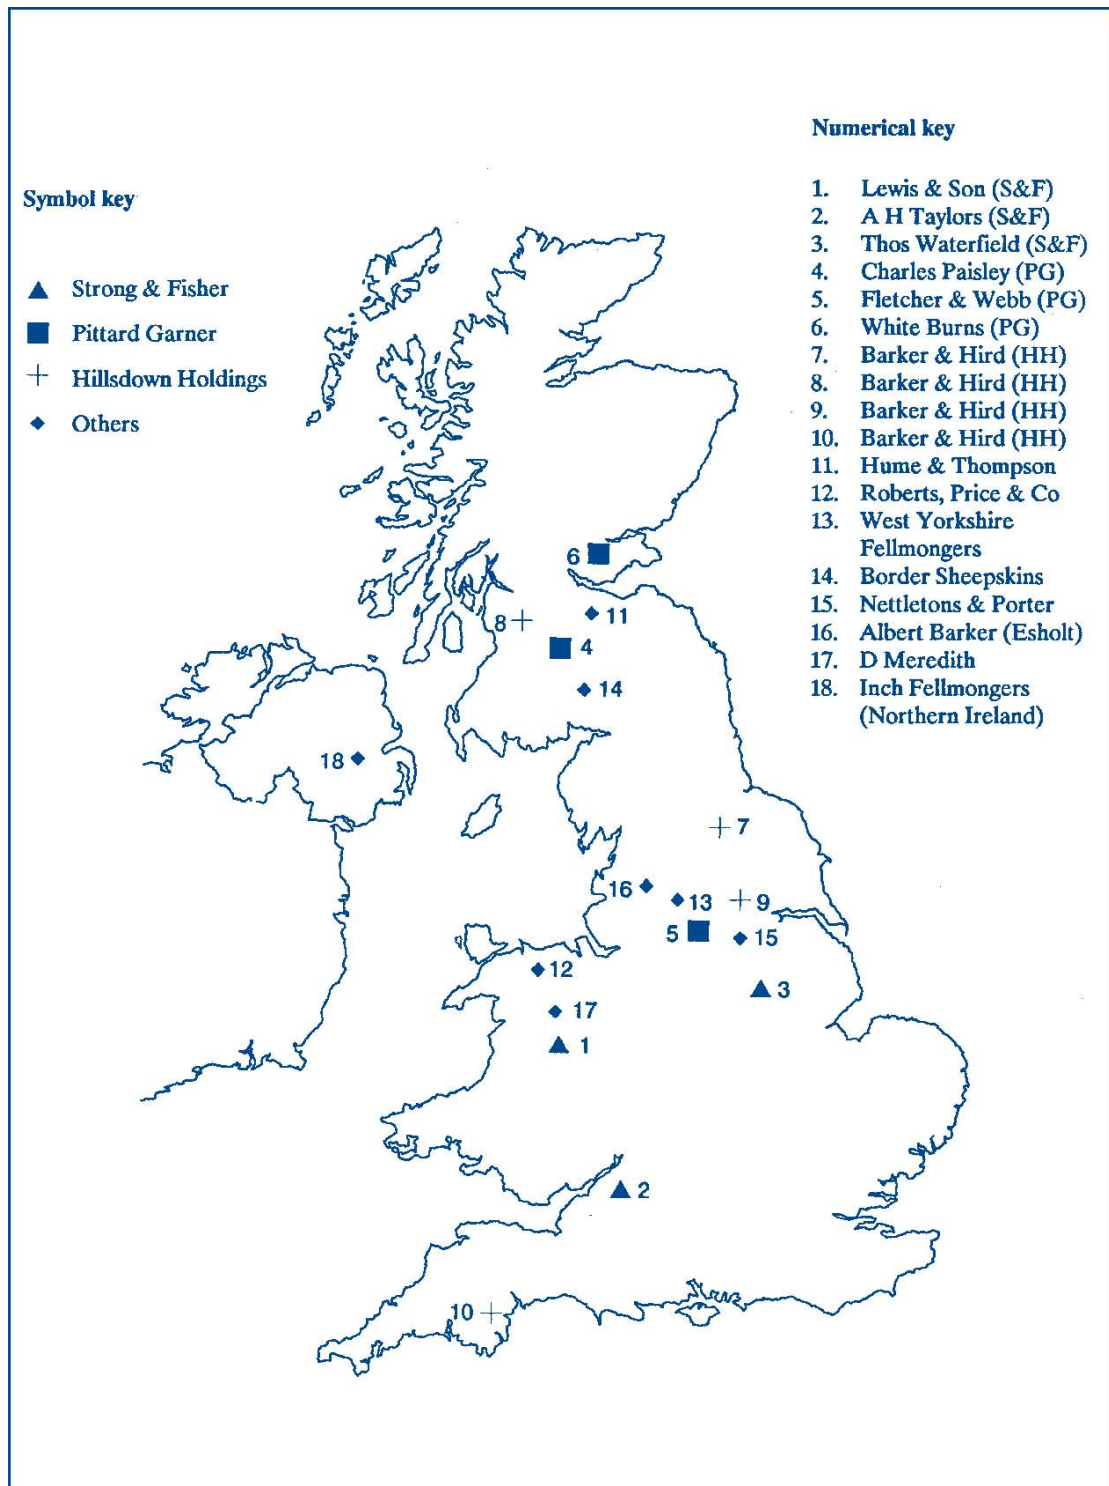 Numerical key
1. Lewis & Son (S&F)
2. A H Taylors (S&F)
3. Thos Waterfield (S&F)
4. Charles Paisley (PG)
5. Fletcher & Webb (PG)
6. White Burns (PG)
7. Barker & Hird (HH)
8. Barker & Hird (HH)
9. Barker & Hird (HH)
10. Barker & Hird (HH)
11. Hume & Thompson
12. Roberts, Price & Co
13. West Yorkshire
Fellmongers
14. Border Sheepskins
15. Nettletons & Porter
16. Albert Barker (Esholt)
17. D Meredith
18. Inch Fellmongers
(Northern Ireland)
Symbol key
Strong & Fisher
Pittard Garner
Hillsdown Holdings
Others
6
8
11
4
14
18
7
16
13
9
5
15
12
3
17
1
2
10